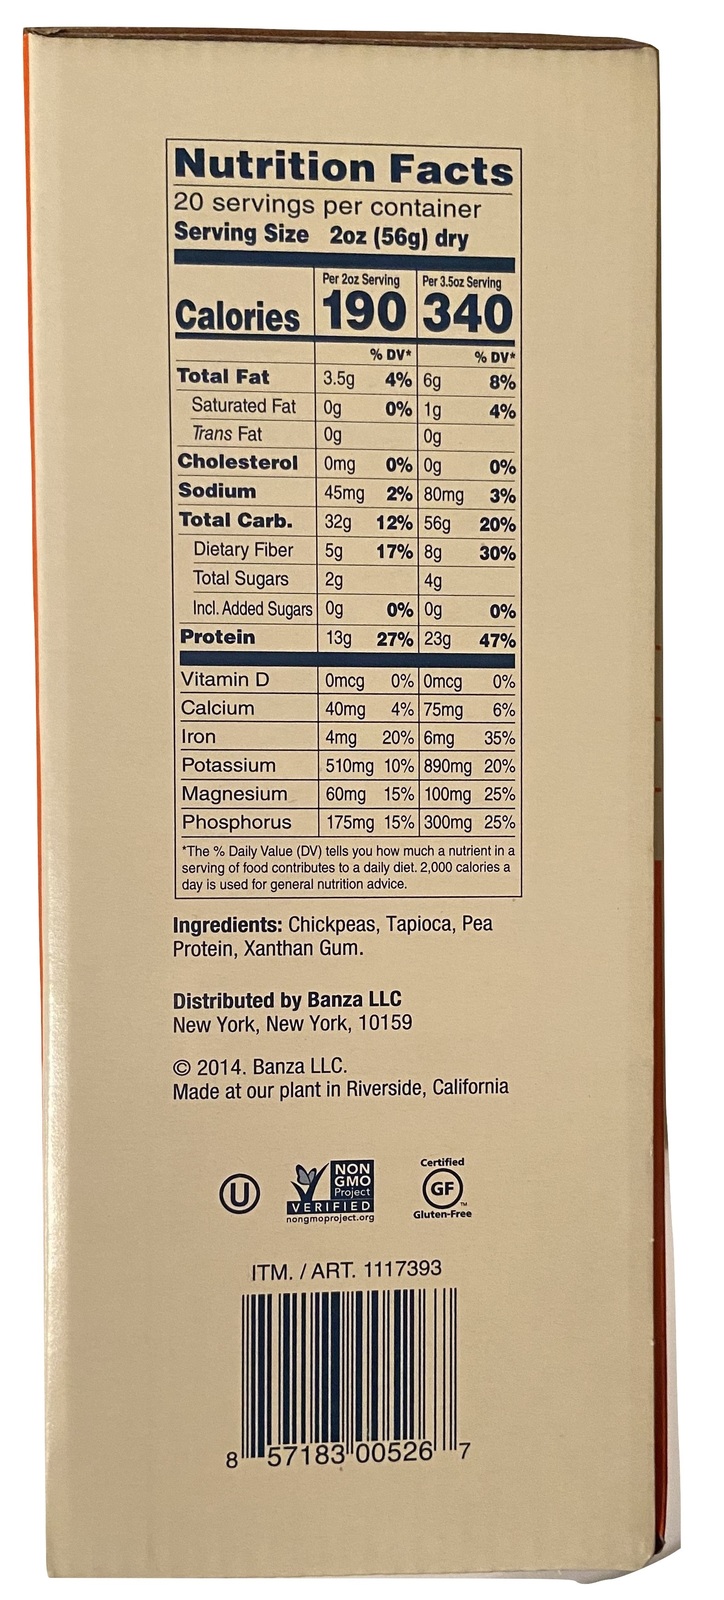 Nutrition Facts
20 servings per container
Serving Size 2oz (56g) dry
Per 2oz Serving Per 3.5oz Serving
Calories 190 340
% DV* % DV*
Total Fat 3.5g 4% 6g 8%
Saturated Fat 0g 0% 1g 4%
Trans Fat 0g 0g
Cholesterol 0mg 0% 0g 0%
Sodium 45mg 2% 80mg 3%
Total Carb. 32g 12% 56g 20%
Dietary Fiber 5g 17% 8g 30%
Total Sugars 2g 4g
Incl. Added Sugars 0g 0% 0g 0%
Protein 13g 27% 23g 47%
Vitamin D 0mcg 0% 0mcg 0%
Calcium 40mg 4% 75mg 6%
Iron 4mg 20% 6mg 35%
Potassium 510mg 10% 890mg 20%
Magnesium 60mg 15% 100mg 25%
Phosphorus 175mg 15% 300mg 25%
*The % Daily Value (DV) tells you how much a nutrient in a
serving of food contributes to a daily diet. 2,000 calories a
day is used for general nutrition advice.
Ingredients: Chickpeas, Tapioca, Pea
Protein, Xanthan Gum.
Distributed by Banza LLC
New York, New York, 10159
© 2014. Banza LLC.
Made at our plant in Riverside, California
U
NON
GMO
Project
VERIFIED
nongmoproject.org
Certified
GF
™
Gluten-Free
ITM. / ART. 1117393
8 57183 00526 7